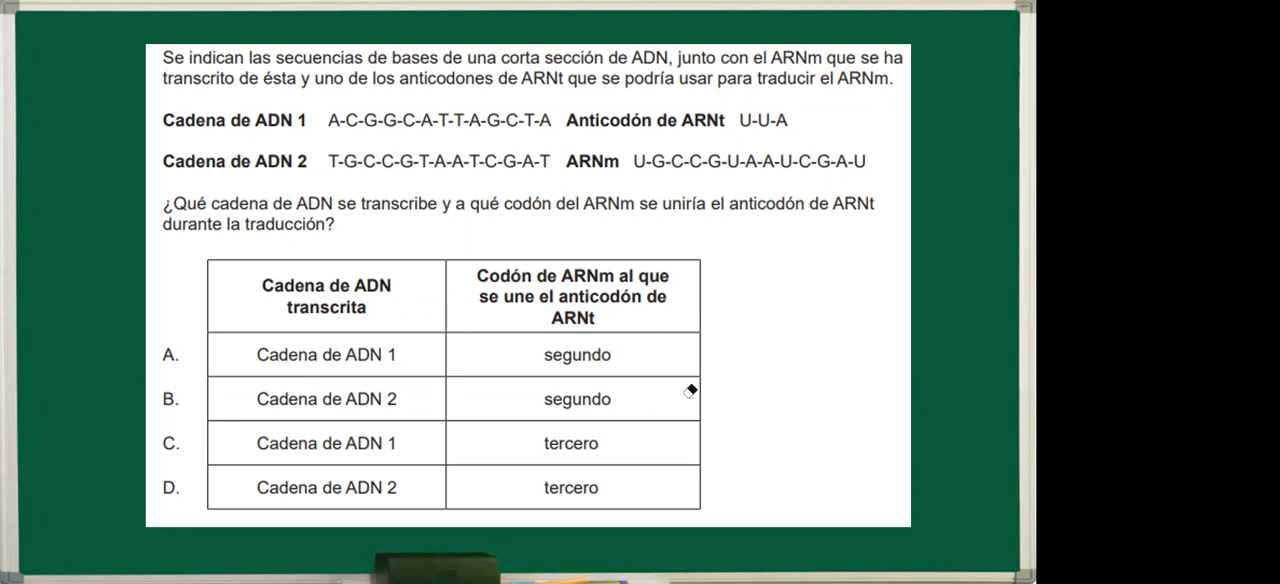 Se indican las secuencias de bases de una corta sección de ADN, junto con el ARNm que se ha
transcrito de ésta y uno de los anticodones de ARNt que se podría usar para traducir el ARNm.
Cadena de ADN 1 A-C-G-G-C-A-T-T-A-G-C-T-A Anticodón de ARNt U-U-A
Cadena de ADN 2 T-G-C-C-G-T-A-A-T-C-G-A-T ARNm U-G-C-C-G-U-A-A-U-C-G-A-U
¿Qué cadena de ADN se transcribe y a qué codón del ARNm se uniría el anticodón de ARNt
durante la traducción?
Cadena de ADN
transcrita
Codón de ARNm al que
se une el anticodón de
ARNt
A. Cadena de ADN 1 segundo
B. Cadena de ADN 2 segundo
C. Cadena de ADN 1 tercero
D. Cadena de ADN 2 tercero